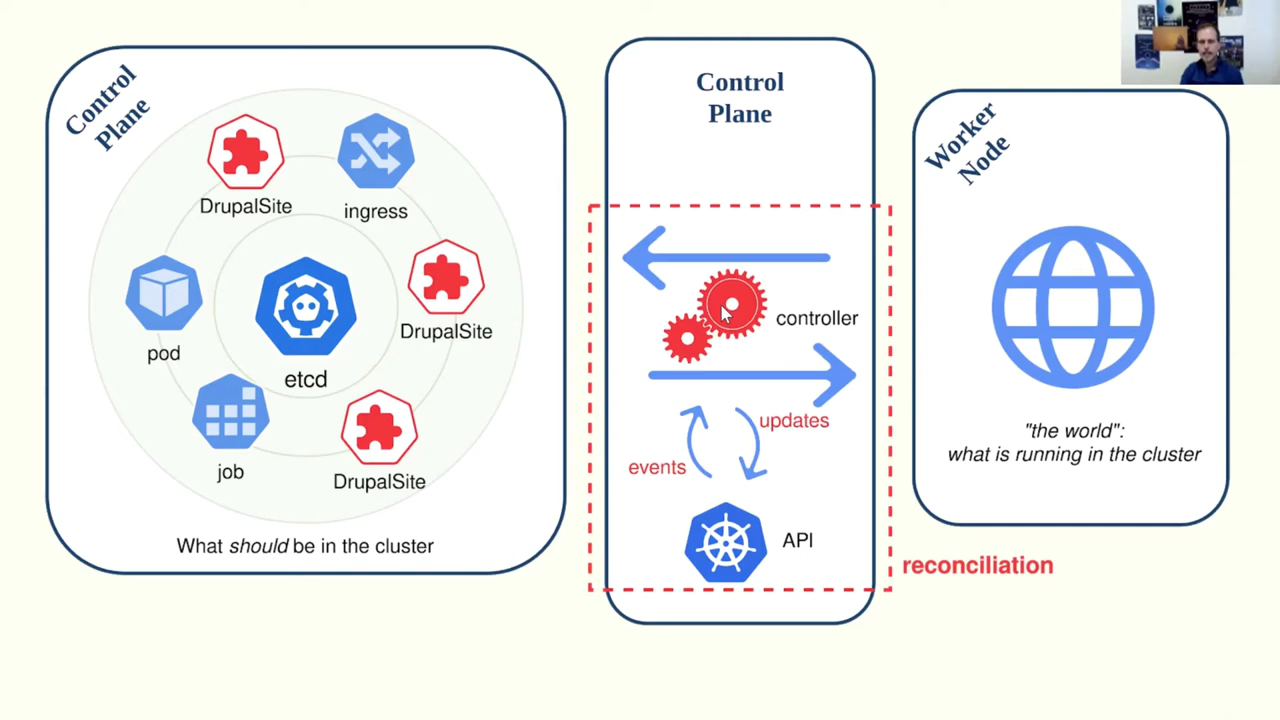 Control
Plane
DrupalSite
ingress
pod
DrupalSite
etcd
job
DrupalSite
What should be in the cluster
Control
Plane
controller
updates
events
API
reconciliation
Worker
Node
"the world":
what is running in the cluster